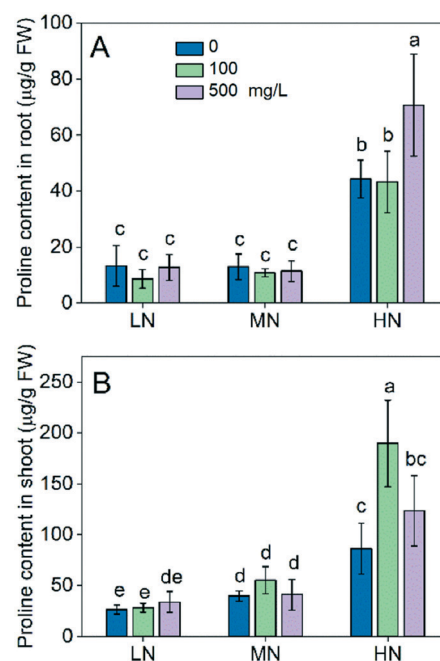 A
0
100
500 mg/L
Proline content in root (µg/g FW)
100
80
60
40
20
0
c c c
c c c
b b a
LN MN HN
B
Proline content in shoot (µg/g FW)
250
200
150
100
50
0
e e de
d d d
c a bc
LN MN HN